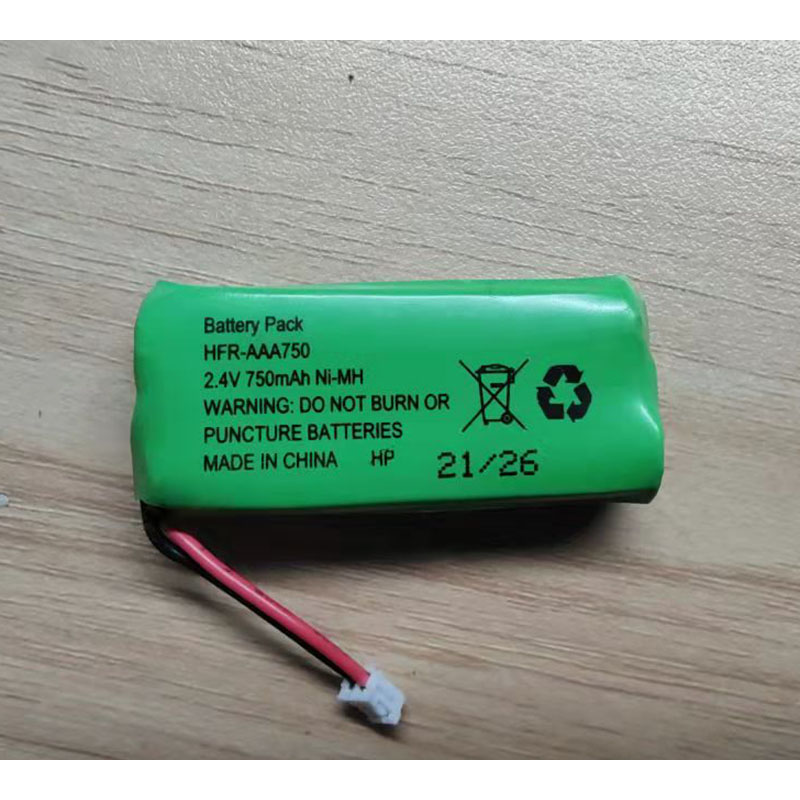 Battery Pack
HFR-AAA750
2.4V 750mAh Ni-MH
WARNING: DO NOT BURN OR
PUNCTURE BATTERIES
MADE IN CHINA HP 21/26